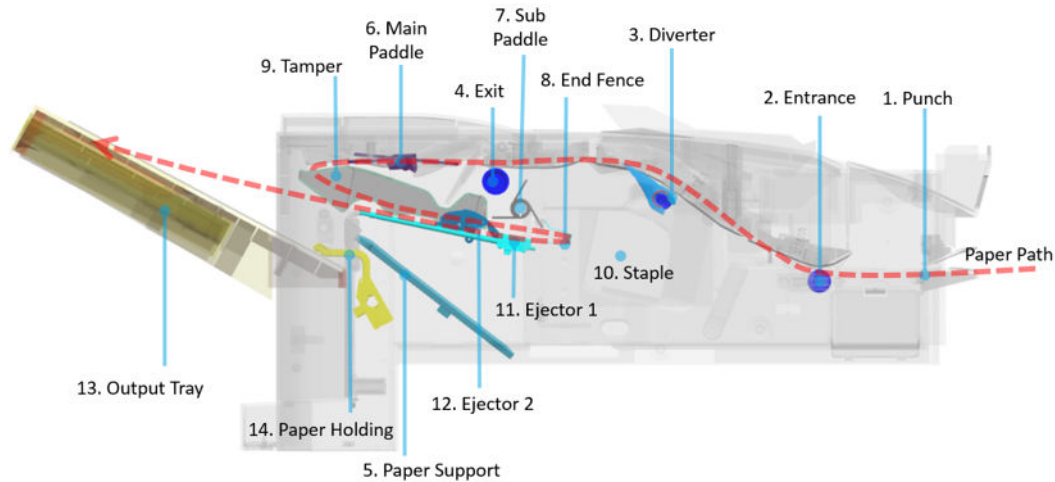 7. Sub
Paddle
6. Main
Paddle
3. Diverter
9. Tamper
8. End Fence
4. Exit
2. Entrance
1. Punch
Paper Path
10. Staple
11. Ejector 1
13. Output Tray
12. Ejector 2
14. Paper Holding
5. Paper Support